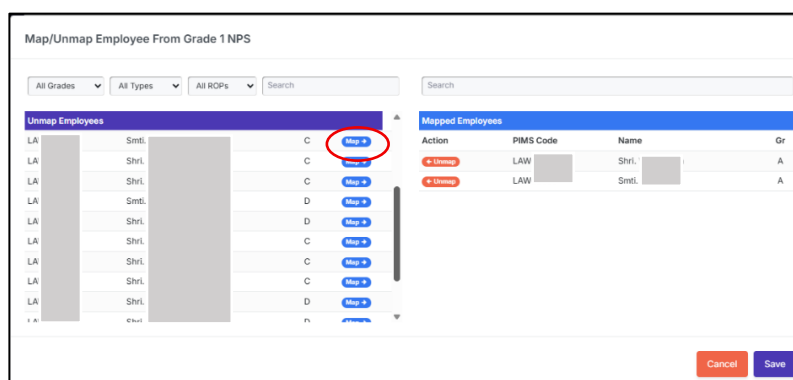 Map/Unmap Employee From Grade 1 NPS
All Grades All Types All ROPs Search
Unmap Employees
LA Smti. C Map →
LA Shri. C Map →
LA Shri. C Map →
LA Smti. D Map →
LA Shri. D Map →
LA Shri. C Map →
LA Shri. C Map →
LA Shri. C Map →
LA Shri. D Map →
LA Shri. D Map →
Search
Mapped Employees
Action PIMS Code Name Gr
← Unmap LAW Shri. A
← Unmap LAW Smti. A
Cancel Save